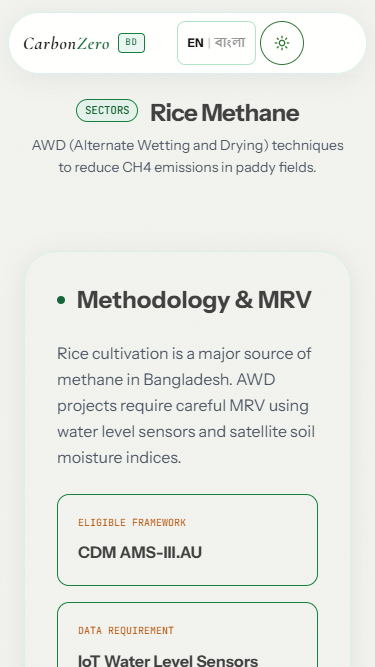 CarbonZero BD EN | বাংলা
SECTORS Rice Methane
AWD (Alternate Wetting and Drying) techniques
to reduce CH4 emissions in paddy fields.
Methodology & MRV
Rice cultivation is a major source of
methane in Bangladesh. AWD
projects require careful MRV using
water level sensors and satellite soil
moisture indices.
ELIGIBLE FRAMEWORK
CDM AMS-III.AU
DATA REQUIREMENT
IoT Water Level Sensors